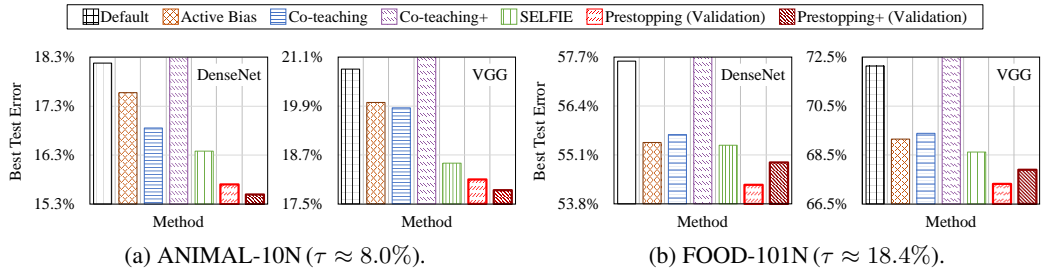 Default Active Bias Co-teaching Co-teaching+ SELFIE Prestopping (Validation) Prestopping+ (Validation)
Best Test Error
18.3%
17.3%
16.3%
15.3%
DenseNet
Method
21.1%
19.9%
18.7%
17.5%
VGG
Method
(a) ANIMAL-10N (τ ≈ 8.0%).
Best Test Error
57.7%
56.4%
55.1%
53.8%
DenseNet
Method
72.5%
70.5%
68.5%
66.5%
VGG
Method
(b) FOOD-101N (τ ≈ 18.4%).